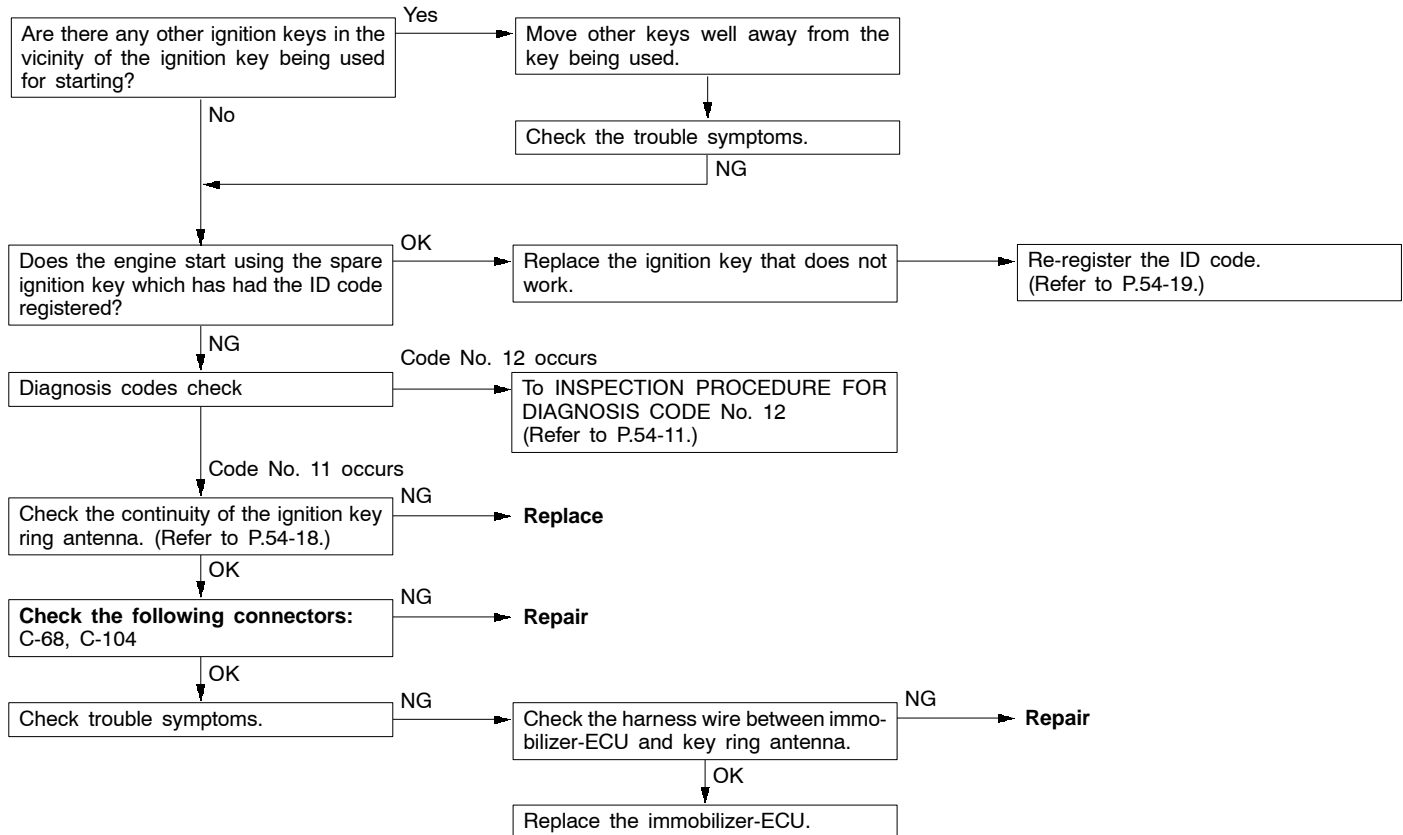 Yes
Are there any other ignition keys in the
vicinity of the ignition key being used
for starting?
Move other keys well away from the
key being used.
No
Check the trouble symptoms.
NG
Does the engine start using the spare
ignition key which has had the ID code
registered?
OK
Replace the ignition key that does not
work.
Re-register the ID code.
(Refer to P.54-19.)
NG
Code No. 12 occurs
Diagnosis codes check
To INSPECTION PROCEDURE FOR
DIAGNOSIS CODE No. 12
(Refer to P.54-11.)
Code No. 11 occurs
Check the continuity of the ignition key
ring antenna. (Refer to P.54-18.)
NG
Replace
OK
Check the following connectors:
C-68, C-104
NG
Repair
OK
Check trouble symptoms.
NG
Check the harness wire between immo-
bilizer-ECU and key ring antenna.
NG
Repair
OK
Replace the immobilizer-ECU.